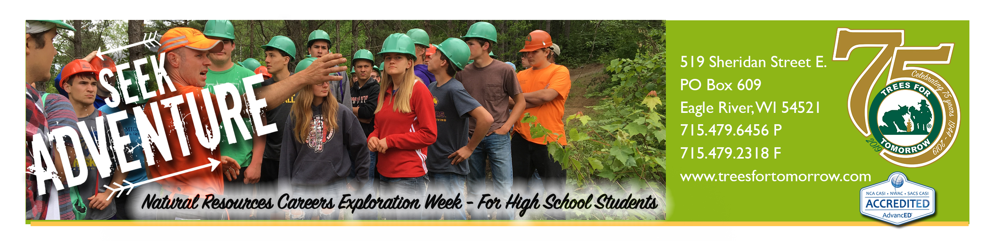 SEEK
ADVENTURE
Natural Resources Careers Exploration Week - For High School Students
519 Sheridan Street E.
PO Box 609
Eagle River, WI 54521
715.479.6456 P
715.479.2318 F
www.treesfortomorrow.com
75
Celebrating 75 years 1944 - 2019
TREES FOR
TOMORROW
®
2019
NCA CASI • NWAC • SACS CASI
ACCREDITED
AdvancED